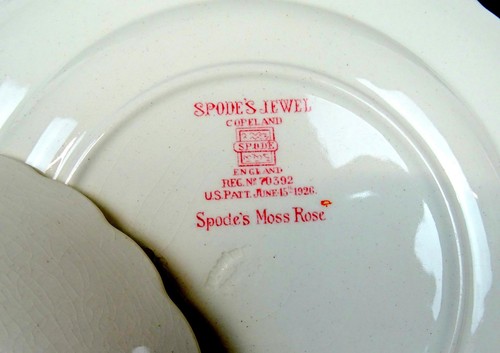 SPODE'S JEWEL
COPELAND
SPODE
ENGLAND
REG. Nº 70392
U.S. PATT. JUNE 15TH 1926.
Spode's Moss Rose